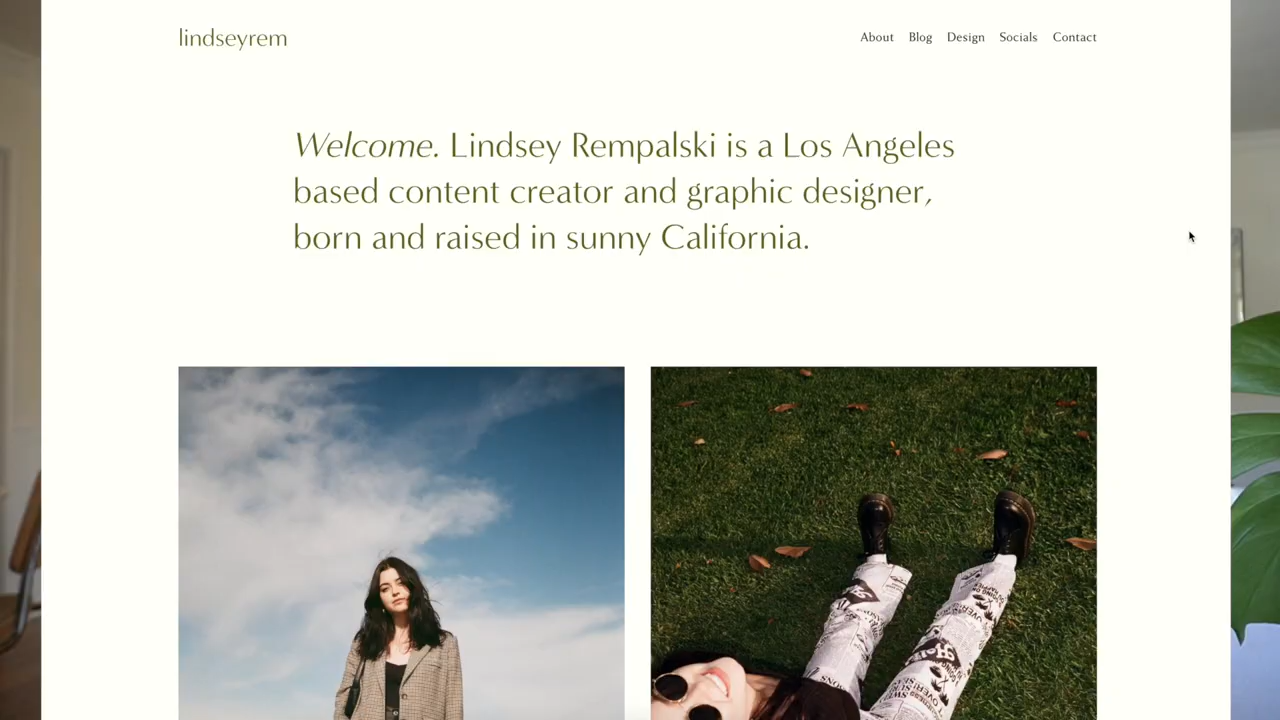 lindseyrem
About Blog Design Socials Contact
Welcome. Lindsey Rempalski is a Los Angeles
based content creator and graphic designer,
born and raised in sunny California.